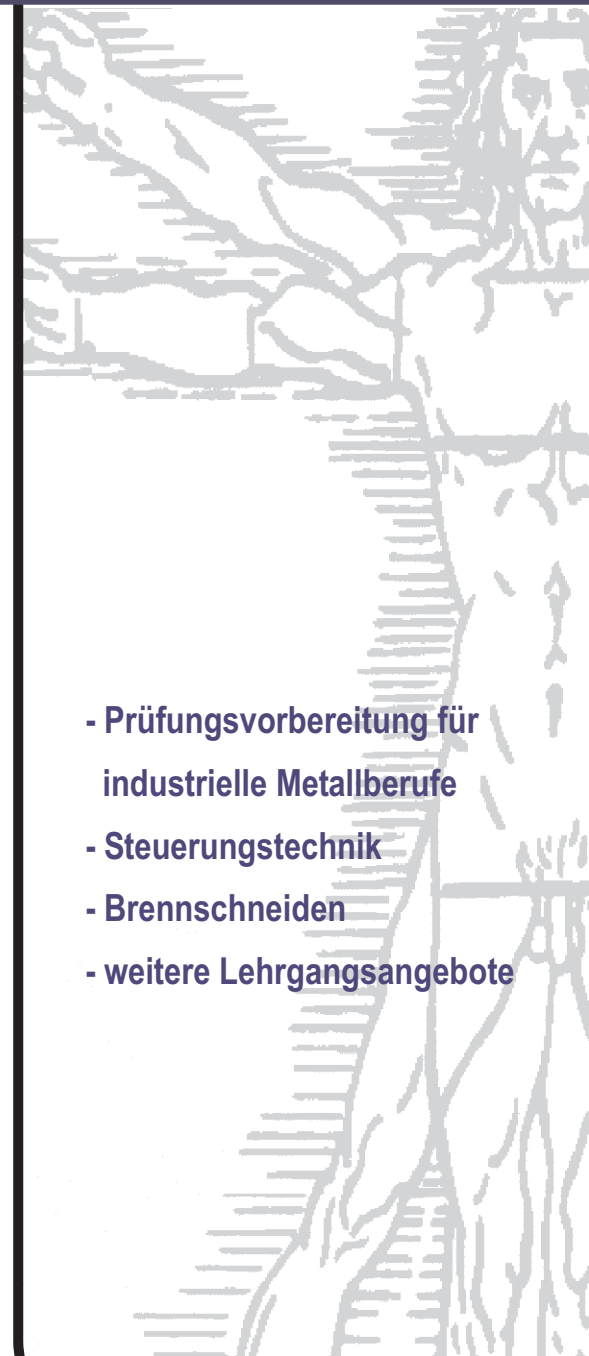 - Prüfungsvorbereitung für
industrielle Metallberufe
- Steuerungstechnik
- Brennschneiden
- weitere Lehrgangsangebote